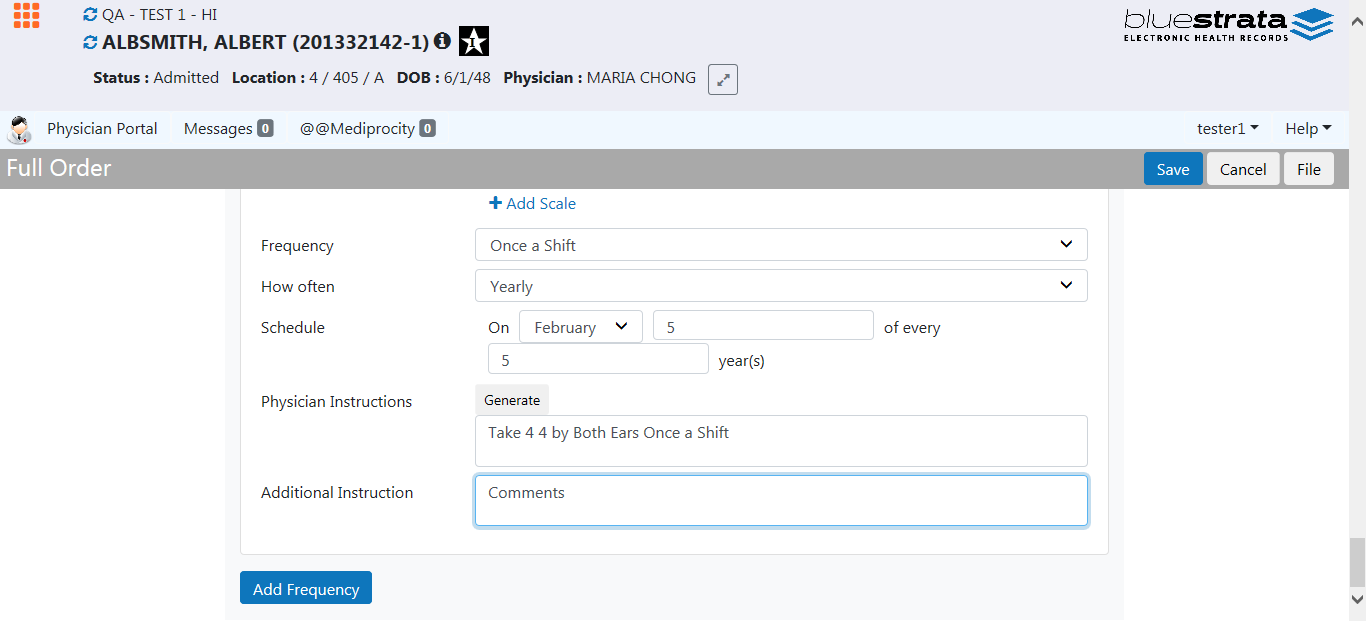 QA - TEST 1 - HI
ALBSMITH, ALBERT (201332142-1)
Status : Admitted Location : 4 / 405 / A DOB : 6/1/48 Physician : MARIA CHONG
bluestrata
ELECTRONIC HEALTH RECORDS
Physician Portal Messages 0 @@Mediprocity 0 tester1 Help
Full Order Save Cancel File
Add Scale
Frequency Once a Shift
How often Yearly
Schedule On February 5 of every
5 year(s)
Physician Instructions Generate
Take 4 4 by Both Ears Once a Shift
Additional Instruction Comments
Add Frequency